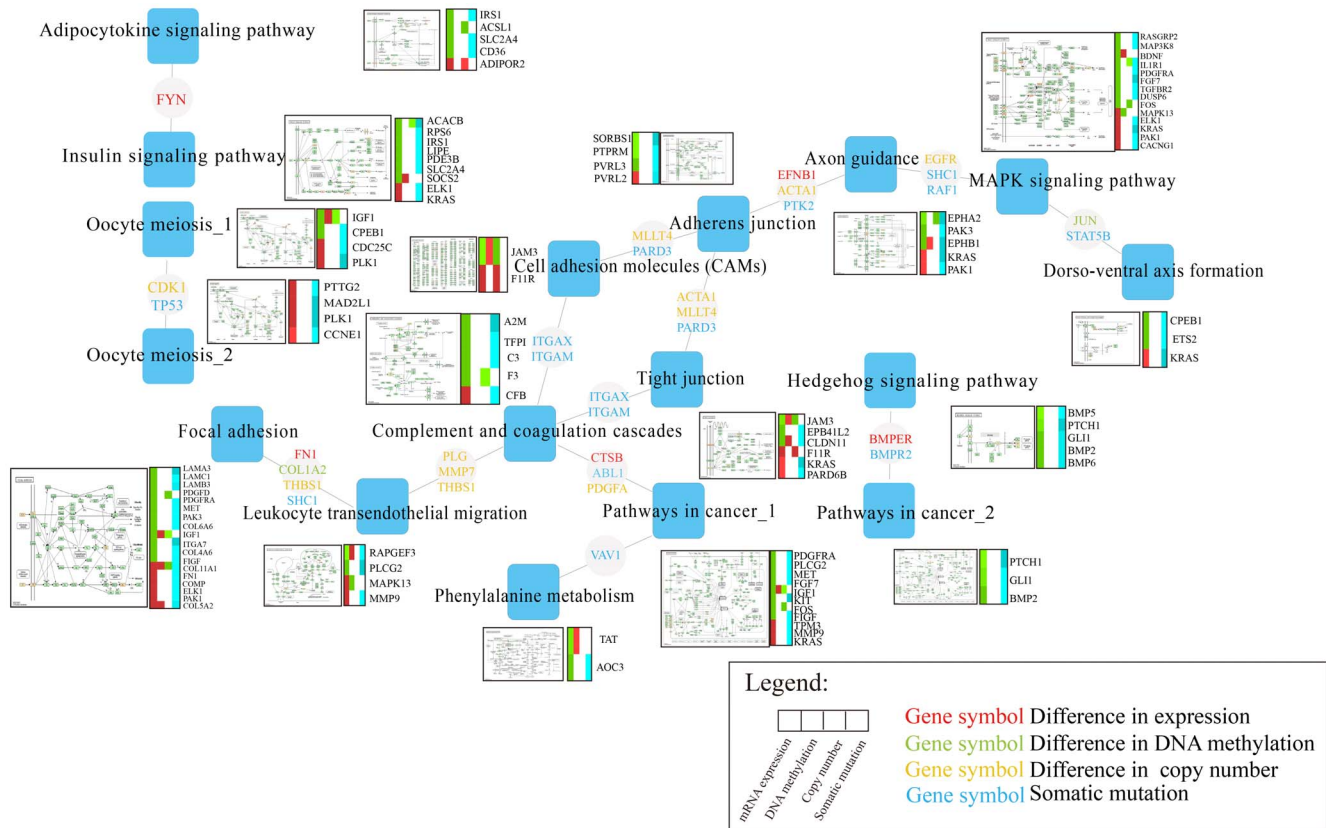 Adipocytokine signaling pathway
IRS1
ACSL1
SLC2A4
CD36
ADIPOR2
FYN
Insulin signaling pathway
ACACB
RPS6
IRS1
LIPE
PDE3B
SLC2A4
SOCS2
ELK1
KRAS
Oocyte meiosis_1
IGF1
CPEB1
CDC25C
PLK1
CDK1
TP53
PTTG2
MAD2L1
PLK1
CCNE1
Oocyte meiosis_2
SORBS1
PTPRM
PVRL3
PVRL2
Adherens junction
EFNB1
ACTA1
PTK2
Axon guidance
EGFR
SHC1
RAF1
EPHA2
PAK3
EPHB1
KRAS
PAK1
RASGRP2
MAP3K8
BDNF
IL1R1
PDGFRA
FGF7
TGFBR2
DUSP6
FOS
MAPK13
ELK1
KRAS
PAK1
CACNG1
MAPK signaling pathway
JUN
STAT5B
Dorso-ventral axis formation
CPEB1
ETS2
KRAS
MLLT4
PARD3
Cell adhesion molecules (CAMs)
JAM3
F11R
ACTA1
MLLT4
PARD3
ITGAX
ITGAM
A2M
TFPI
C3
F3
CFB
Tight junction
ITGAX
ITGAM
JAM3
EPB41L2
CLDN11
F11R
KRAS
PARD6B
Hedgehog signaling pathway
BMP5
PTCH1
GLI1
BMP2
BMP6
BMPER
BMPR2
Focal adhesion
Complement and coagulation cascades
FN1
COL1A2
THBS1
SHC1
PLG
MMP7
THBS1
CTSB
ABL1
PDGFA
LAMA3
LAMC1
LAMB3
PDGFD
PDGFRA
MET
PAK3
COL6A6
IGF1
ITGA7
COL4A6
FIGF
COL11A1
FN1
COMP
ELK1
PAK1
COL5A2
Leukocyte transendothelial migration
RAPGEF3
PLCG2
MAPK13
MMP9
Pathways in cancer_1
VAV1
PDGFRA
PLCG2
MET
FGF7
IGF1
KIT
FOS
FIGF
TPM3
MMP9
KRAS
Pathways in cancer_2
PTCH1
GLI1
BMP2
Phenylalanine metabolism
TAT
AOC3
Legend:
mRNA expression
DNA methylation
Copy number
Somatic mutation
Gene symbol Difference in expression
Gene symbol Difference in DNA methylation
Gene symbol Difference in copy number
Gene symbol Somatic mutation